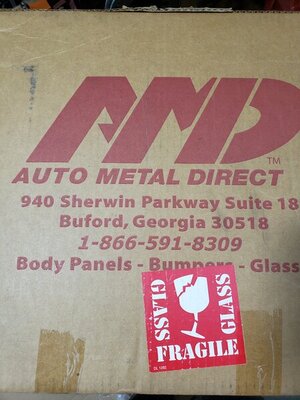 AMD
TM
AUTO METAL DIRECT
940 Sherwin Parkway Suite 18
Buford, Georgia 30518
1-866-591-8309
Body Panels - Bumpers - Glass
GLASS
GLASS
FRAGILE